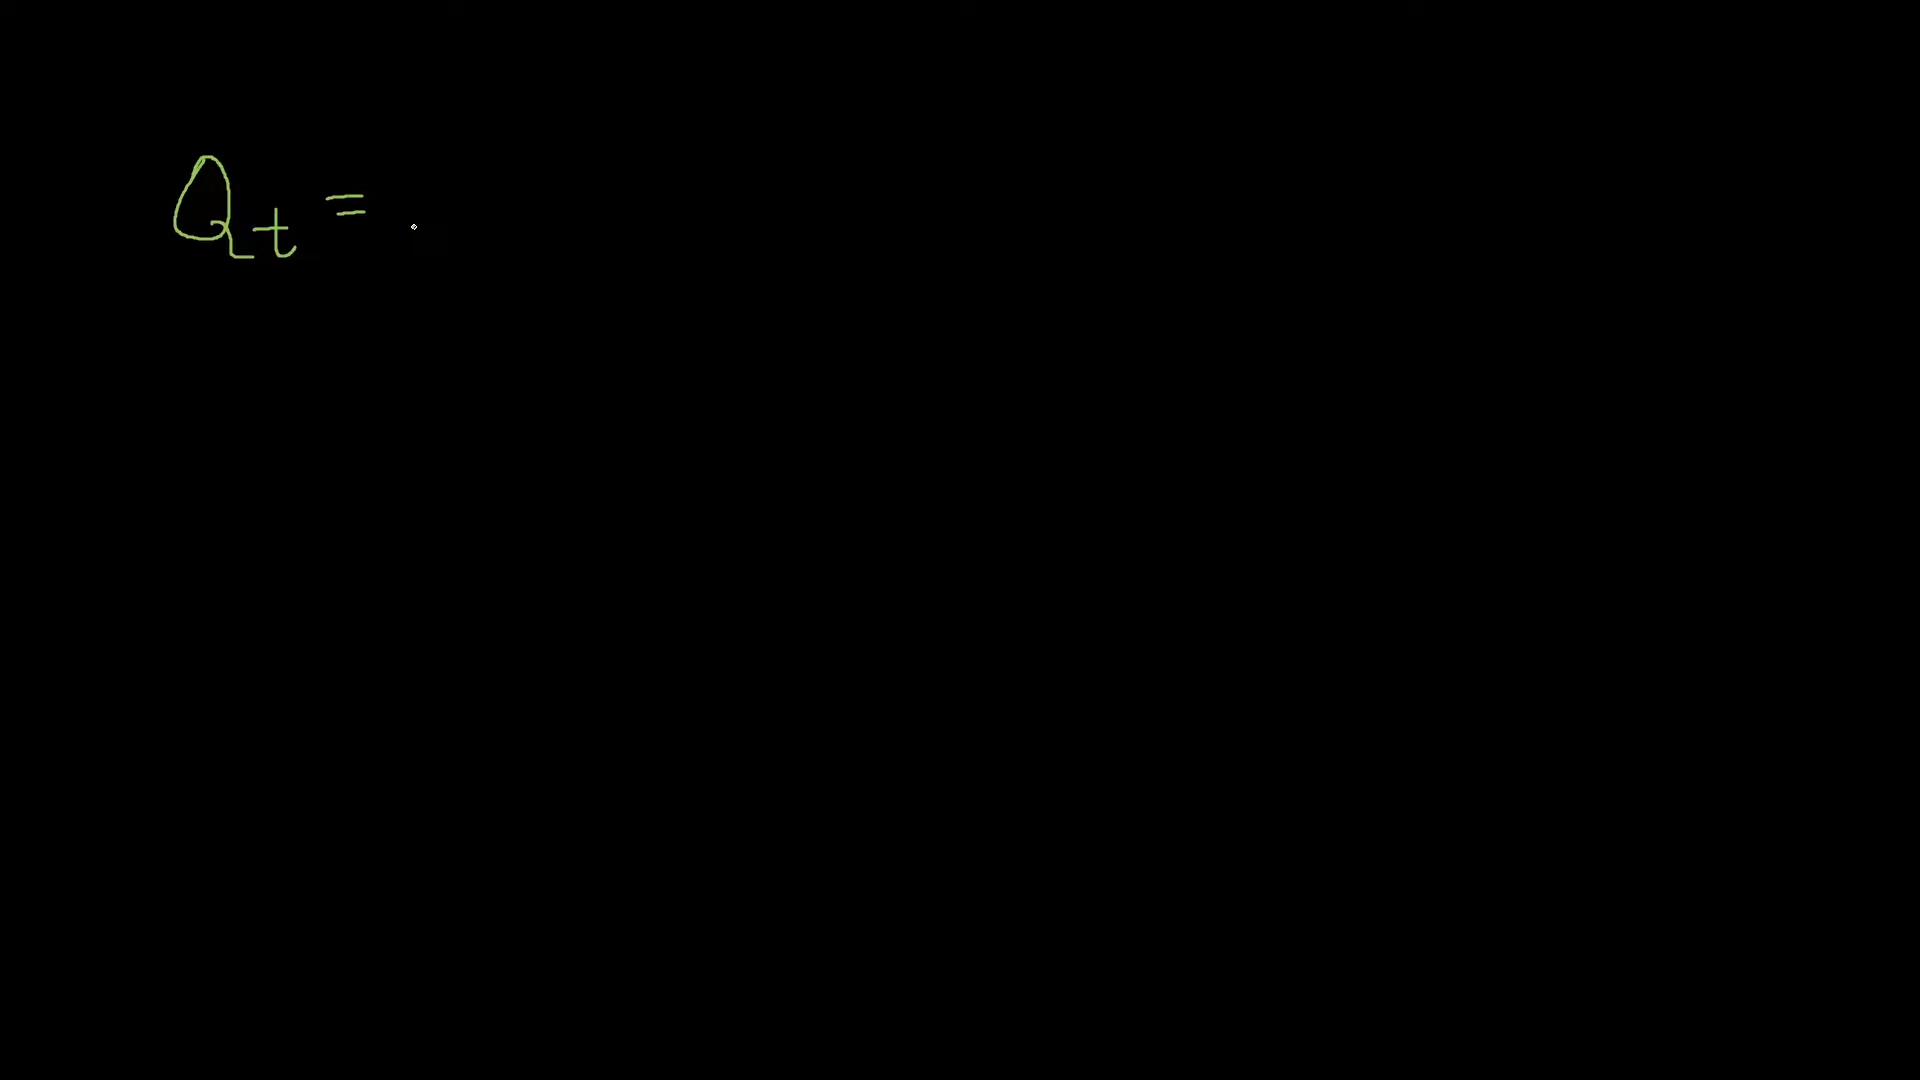 Qt =